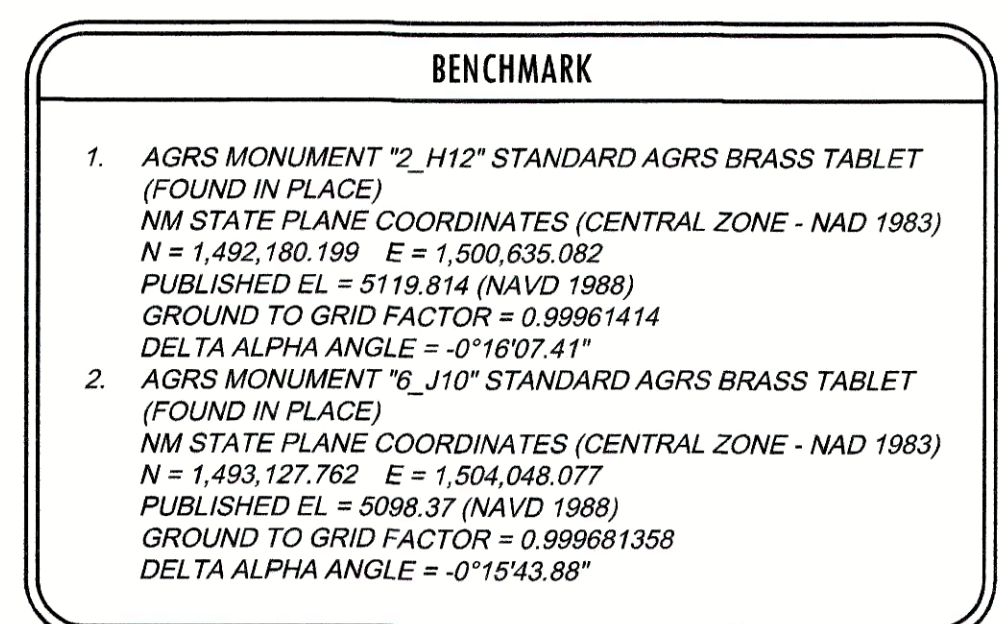 BENCHMARK
1. AGRS MONUMENT "2_H12" STANDARD AGRS BRASS TABLET
(FOUND IN PLACE)
NM STATE PLANE COORDINATES (CENTRAL ZONE - NAD 1983)
N = 1,492,180.199 E = 1,500,635.082
PUBLISHED EL = 5119.814 (NAVD 1988)
GROUND TO GRID FACTOR = 0.99961414
DELTA ALPHA ANGLE = -0°16'07.41"
2. AGRS MONUMENT "6_J10" STANDARD AGRS BRASS TABLET
(FOUND IN PLACE)
NM STATE PLANE COORDINATES (CENTRAL ZONE - NAD 1983)
N = 1,493,127.762 E = 1,504,048.077
PUBLISHED EL = 5098.37 (NAVD 1988)
GROUND TO GRID FACTOR = 0.999681358
DELTA ALPHA ANGLE = -0°15'43.88"